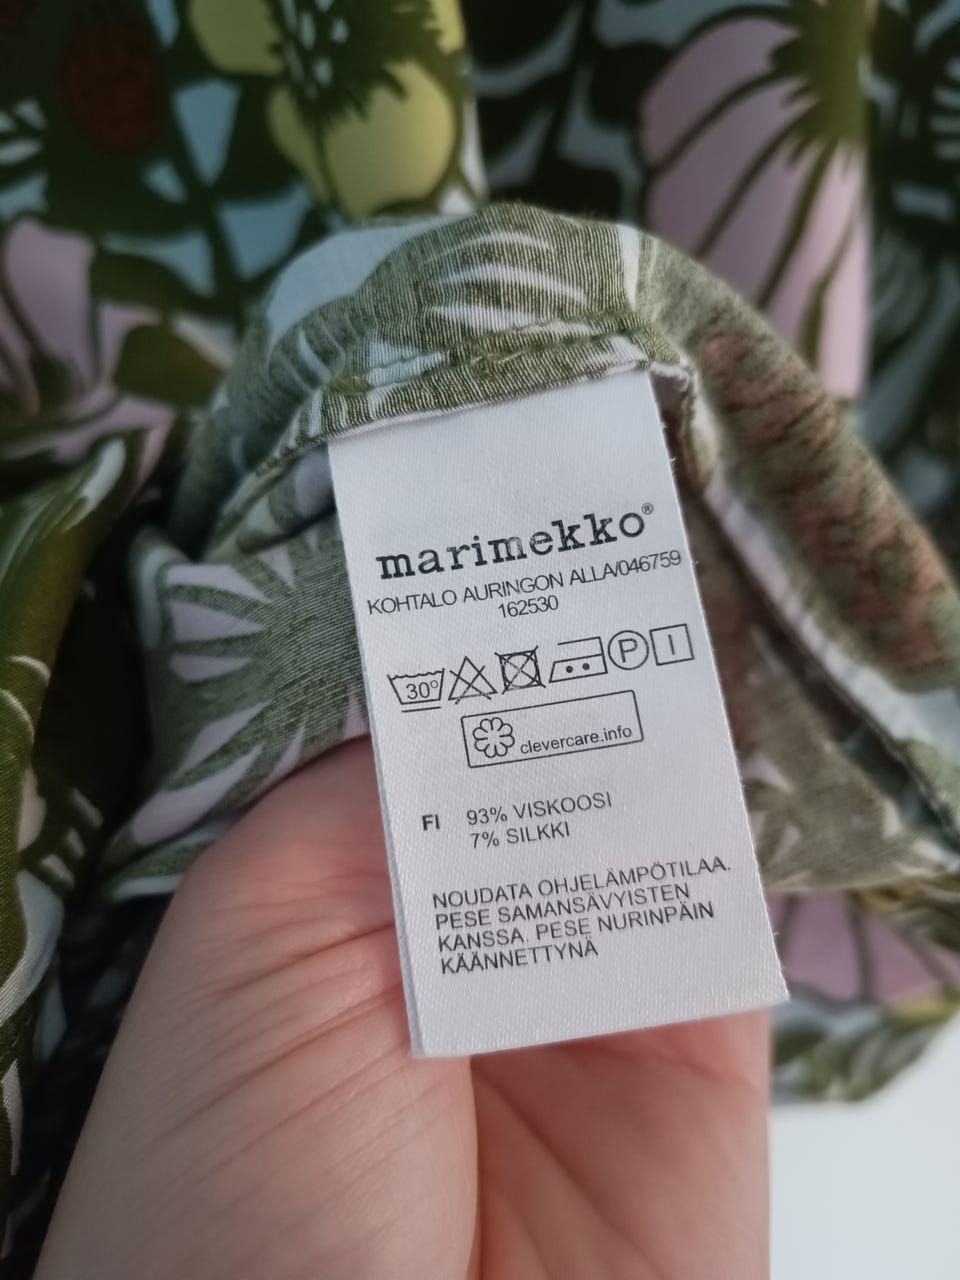 marimekko®
KOHTALO AURINGON ALLA/046759
162530
30° P I
clevercare.info
FI 93% VISKOOSI
7% SILKKI
NOUDATA OHJELÄMPÖTILAA.
PESE SAMANSÄVYISTEN
KANSSA. PESE NURINPÄIN
KÄÄNNETTYNÄ